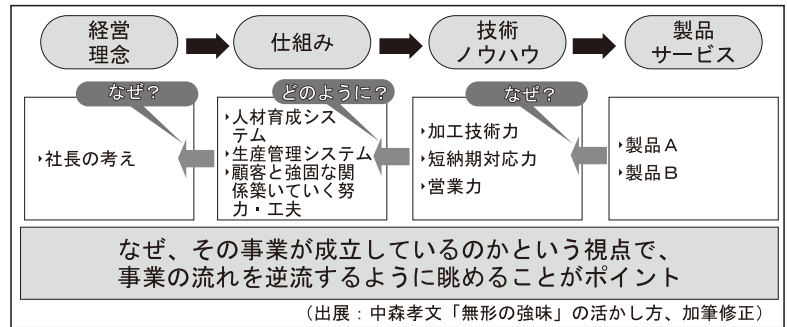 経営
理念
仕組み
技術
ノウハウ
製品
サービス
なぜ？
どのように？
なぜ？
▸社長の考え
▸人材育成シス
テム
▸生産管理システム
▸顧客と強固な関
係築いていく努
力・工夫
▸加工技術力
▸短納期対応力
▸営業力
▸製品Ａ
▸製品Ｂ
なぜ、その事業が成立しているのかという視点で、
事業の流れを逆流するように眺めることがポイント
（出展：中森孝文「無形の強味」の活かし方、加筆修正）